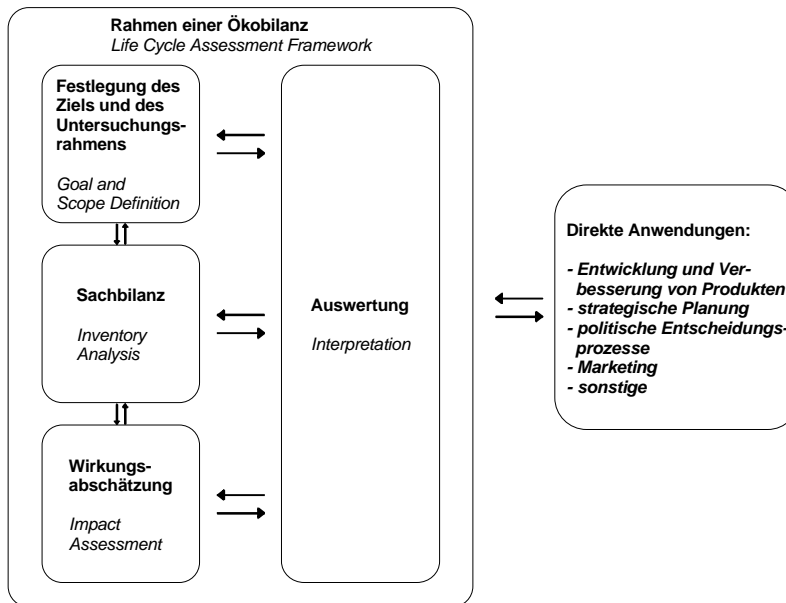 Rahmen einer Ökobilanz
Life Cycle Assessment Framework
Festlegung des
Ziels und des
Untersuchungs-
rahmens
Goal and
Scope Definition
Sachbilanz
Inventory
Analysis
Wirkungs-
abschätzung
Impact
Assessment
Auswertung
Interpretation
Direkte Anwendungen:
- Entwicklung und Ver-
besserung von Produkten
- strategische Planung
- politische Entscheidungs-
prozesse
- Marketing
- sonstige